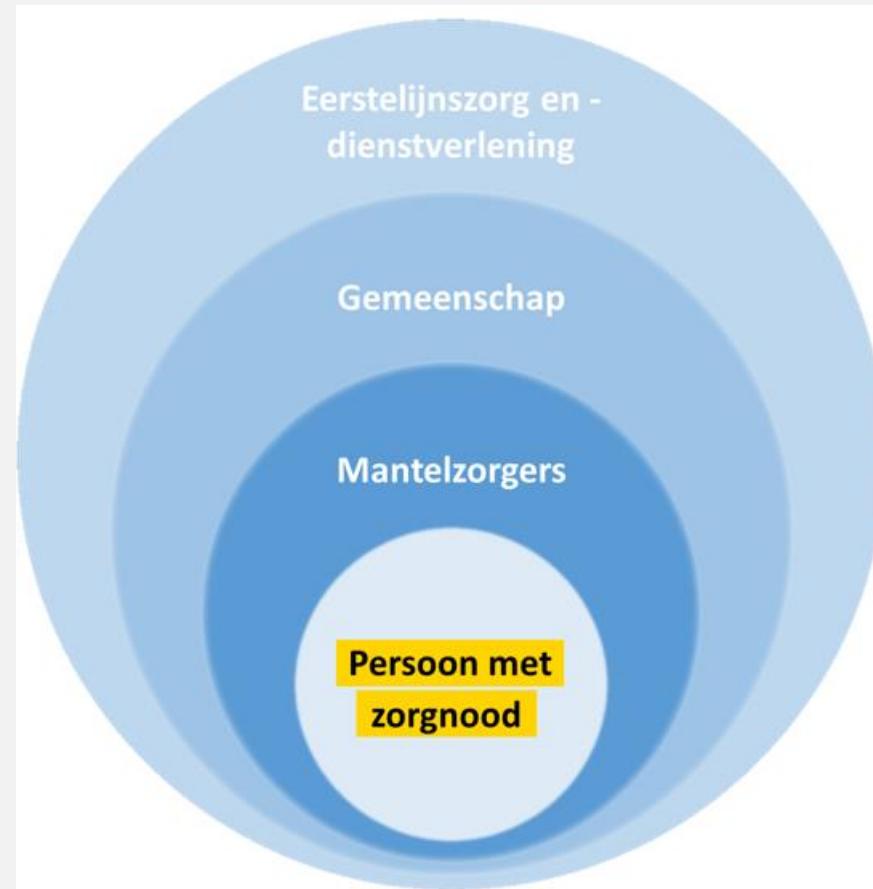 Eerstelijnszorg en -
dienstverlening
Gemeenschap
Mantelzorgers
Persoon met
zorgnood